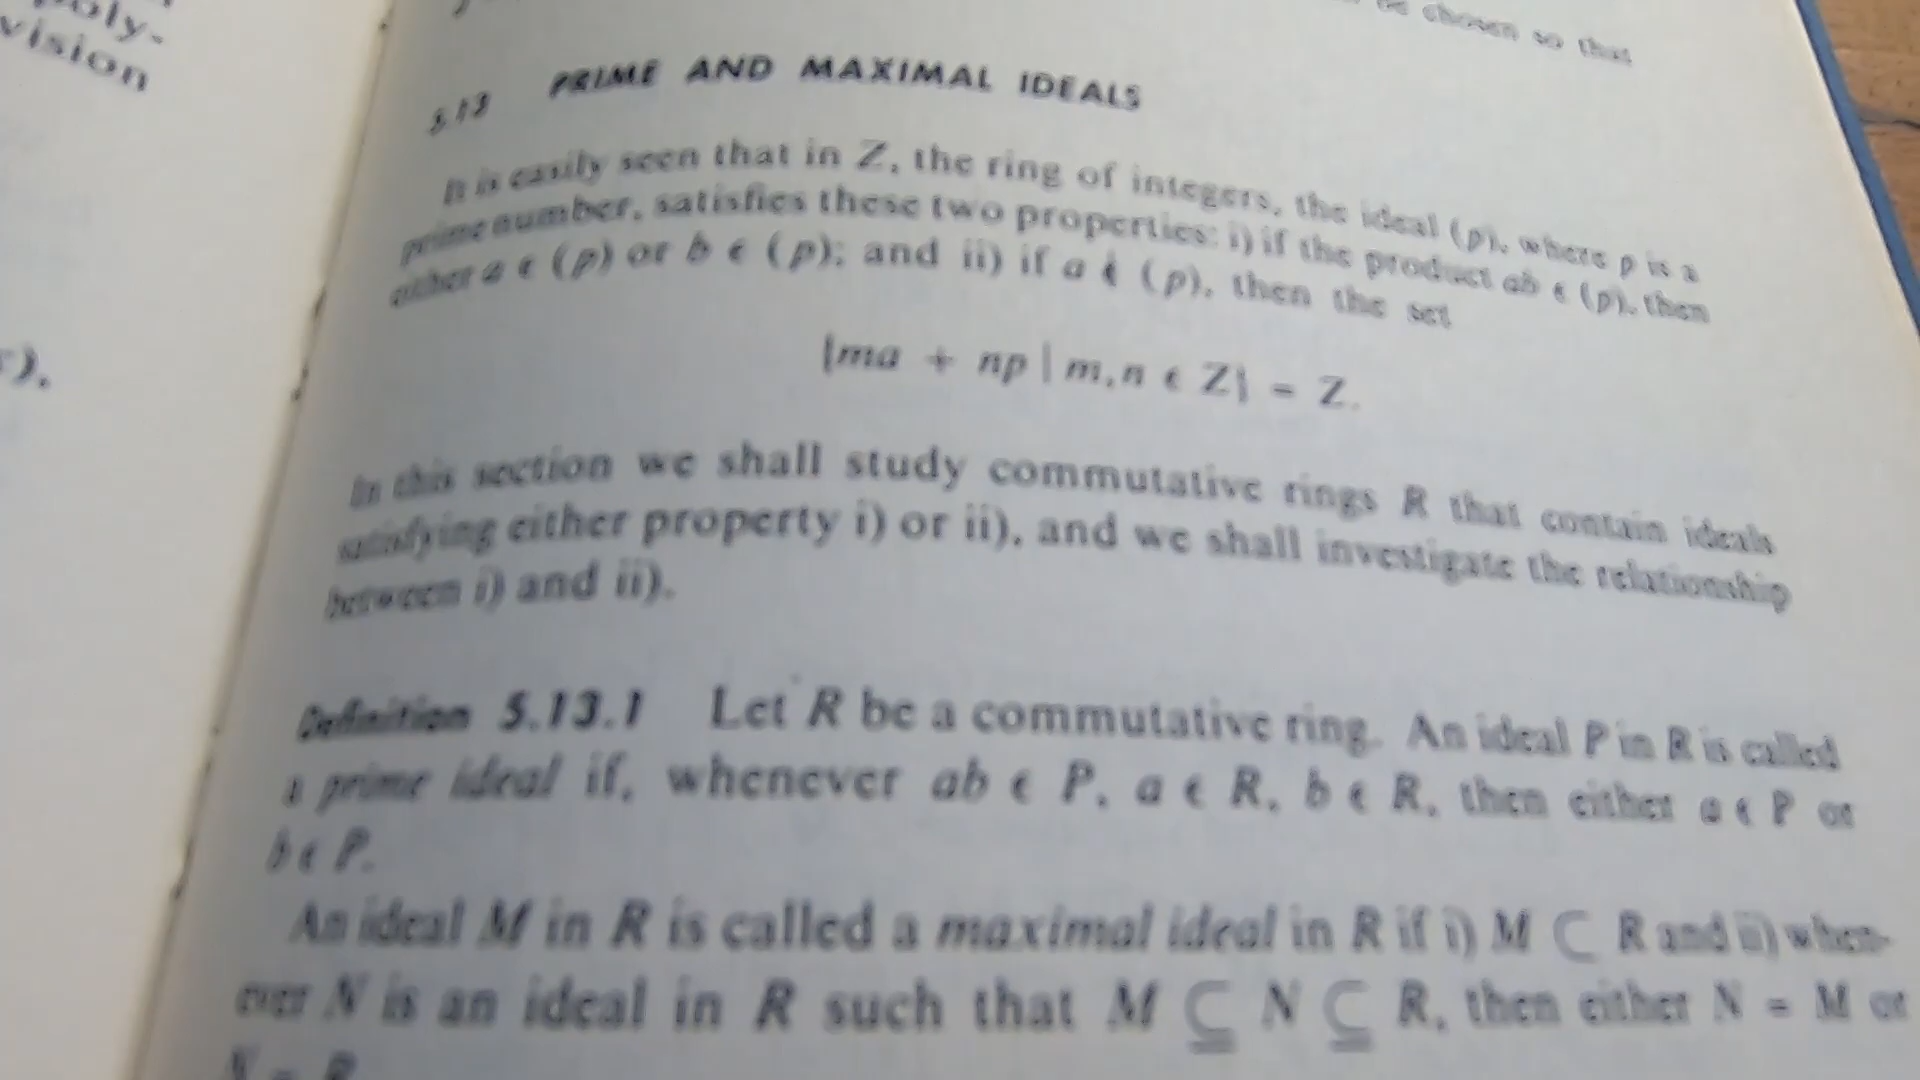 poly-
vision
r).
be chosen so that
5.13 PRIME AND MAXIMAL IDEALS
It is easily seen that in Z, the ring of integers, the ideal (p), where p is a
prime number, satisfies these two properties: i) if the product ab ϵ (p), then
either a ϵ (p) or b ϵ (p); and ii) if a ∉ (p), then the set
{ma + np | m,n ϵ Z} = Z.
In this section we shall study commutative rings R that contain ideals
satisfying either property i) or ii), and we shall investigate the relationship
between i) and ii).
Definition 5.13.1 Let R be a commutative ring. An ideal P in R is called
a prime ideal if, whenever ab ϵ P, a ϵ R, b ϵ R, then either a ϵ P or
b ϵ P.
An ideal M in R is called a maximal ideal in R if i) M ⊂ R and ii) when-
ever N is an ideal in R such that M ⊆ N ⊆ R, then either N = M or
N = R